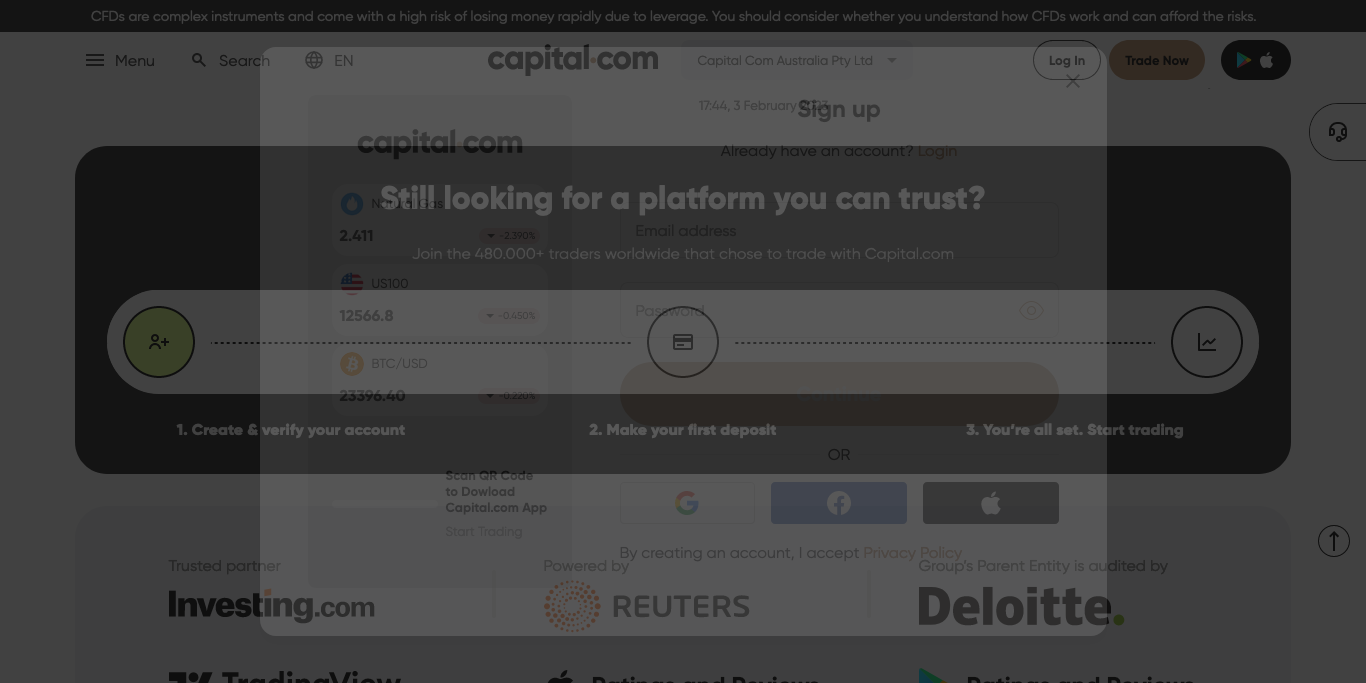 CFDs are complex instruments and come with a high risk of losing money rapidly due to leverage. You should consider whether you understand how CFDs work and can afford the risks.
Menu
Search
EN
capital.com
Capital Com Australia Pty Ltd
Log In
Trade Now
17:44, 3 February 2023
Sign up
Already have an account? Login
capital.com
Still looking for a platform you can trust?
Natural Gas
2.411
-2.390%
Email address
Join the 480.000+ traders worldwide that chose to trade with Capital.com
US100
12566.8
-0.450%
Password
BTC/USD
23396.40
-0.220%
1. Create & verify your account
2. Make your first deposit
3. You're all set. Start trading
OR
Scan QR Code
to Dowload
Capital.com App
Start Trading
By creating an account, I accept Privacy Policy
Trusted partner
Powered by
Group's Parent Entity is audited by
Investing.com
REUTERS
Deloitte.
TradingView
Ratings and Reviews
Ratings and Reviews